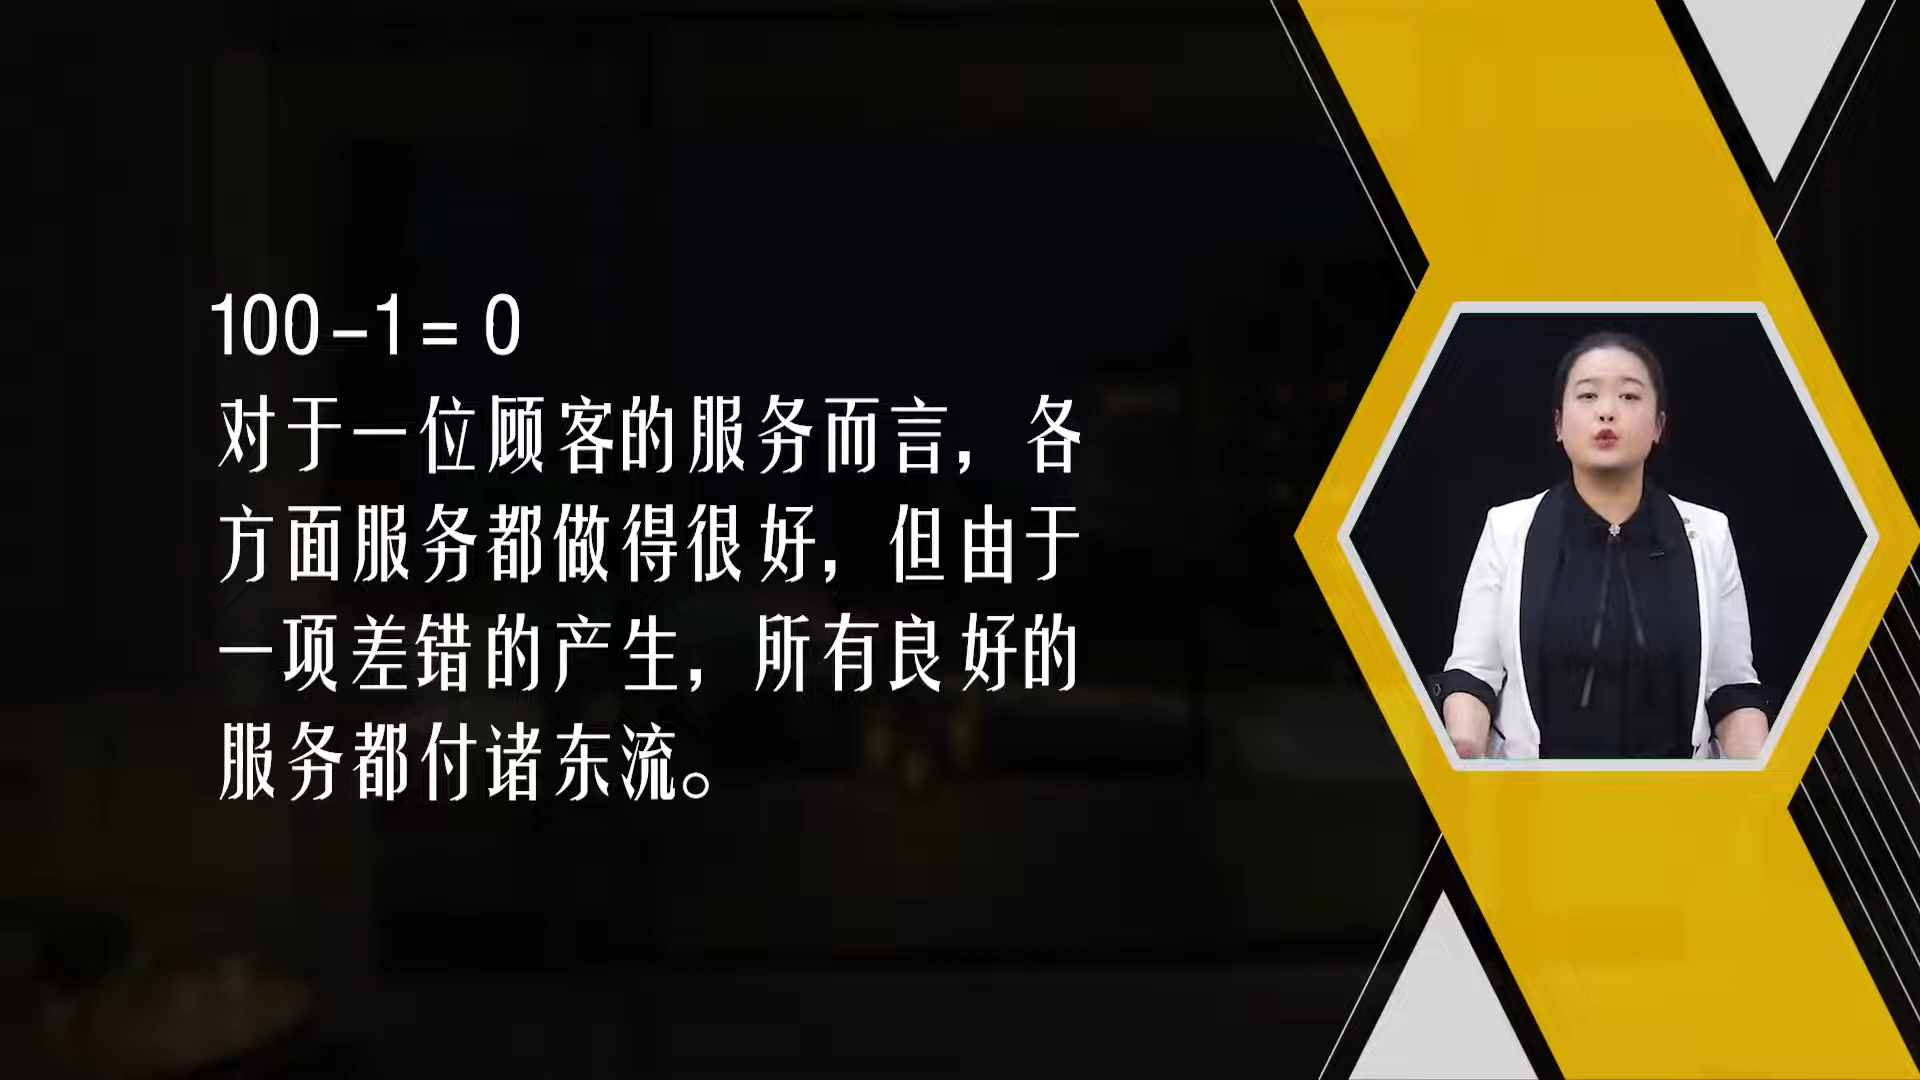 100-1= 0
对于一位顾客的服务而言，各
方面服务都做得很好，但由于
一项差错的产生，所有良好的
服务都付诸东流。